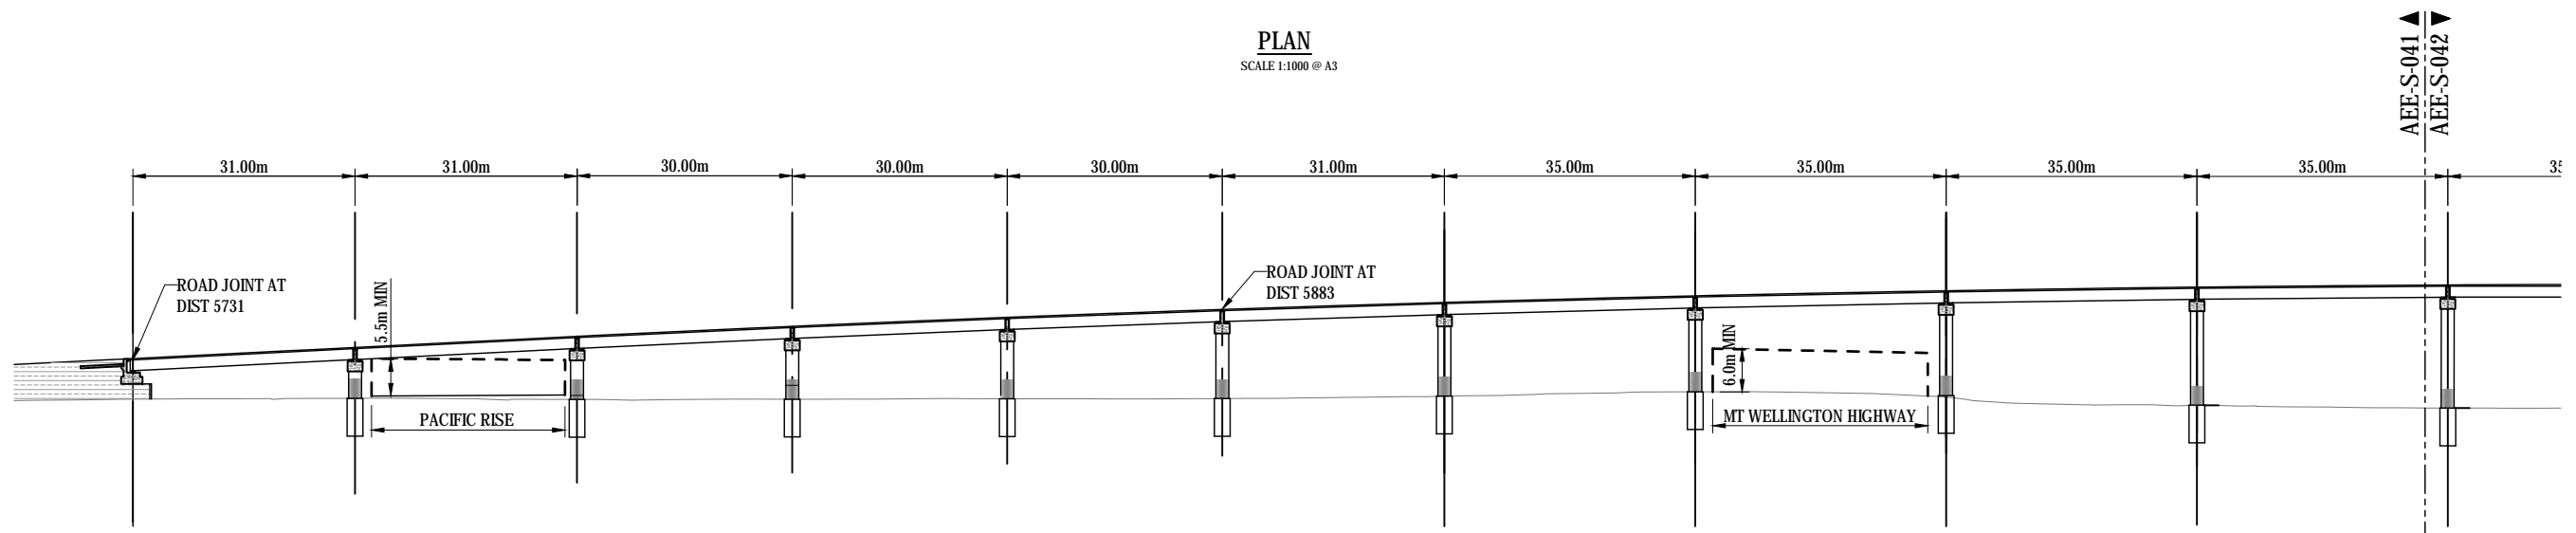 PLAN
SCALE 1:1000 @ A3
AEE-S-041
AEE-S-042
31.00m
31.00m
30.00m
30.00m
30.00m
31.00m
35.00m
35.00m
35.00m
35.00m
ROAD JOINT AT
DIST 5731
5.5m MIN
ROAD JOINT AT
DIST 5883
6.0m MIN
PACIFIC RISE
MT WELLINGTON HIGHWAY